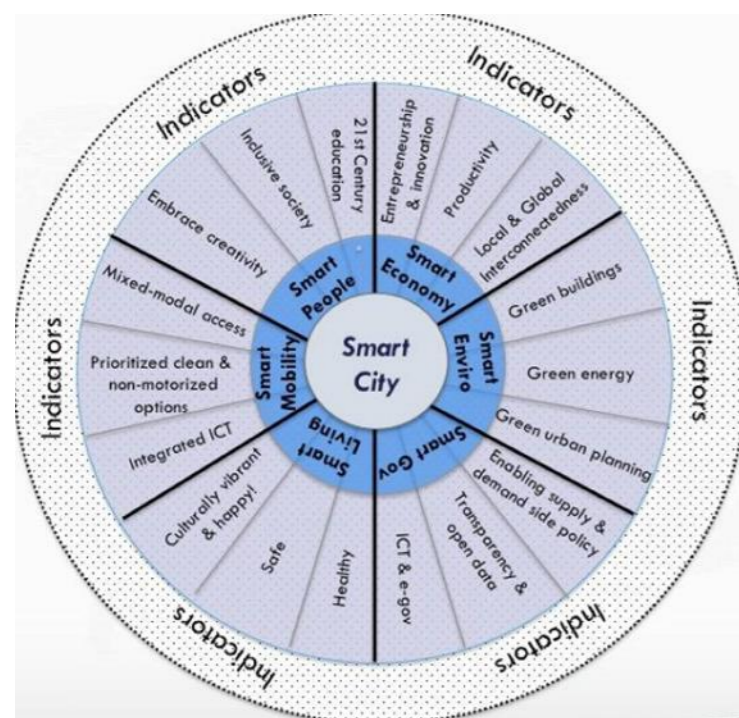 Indicators
Indicators
Indicators
Indicators
Indicators
Indicators
Smart
City
Smart
Economy
Entrepreneurship
& innovation
Productivity
Local & Global
Interconnectedness
Smart
Enviro
Green buildings
Green energy
Green urban planning
Smart Gov
Enabling supply &
demand side policy
Transparency &
open data
ICT & e-gov
Smart
Living
Healthy
Safe
Culturally vibrant
& happy!
Smart
Mobility
Integrated ICT
Prioritized clean &
non-motorized
options
Mixed-modal access
Smart
People
Embrace creativity
Inclusive society
21st Century
education